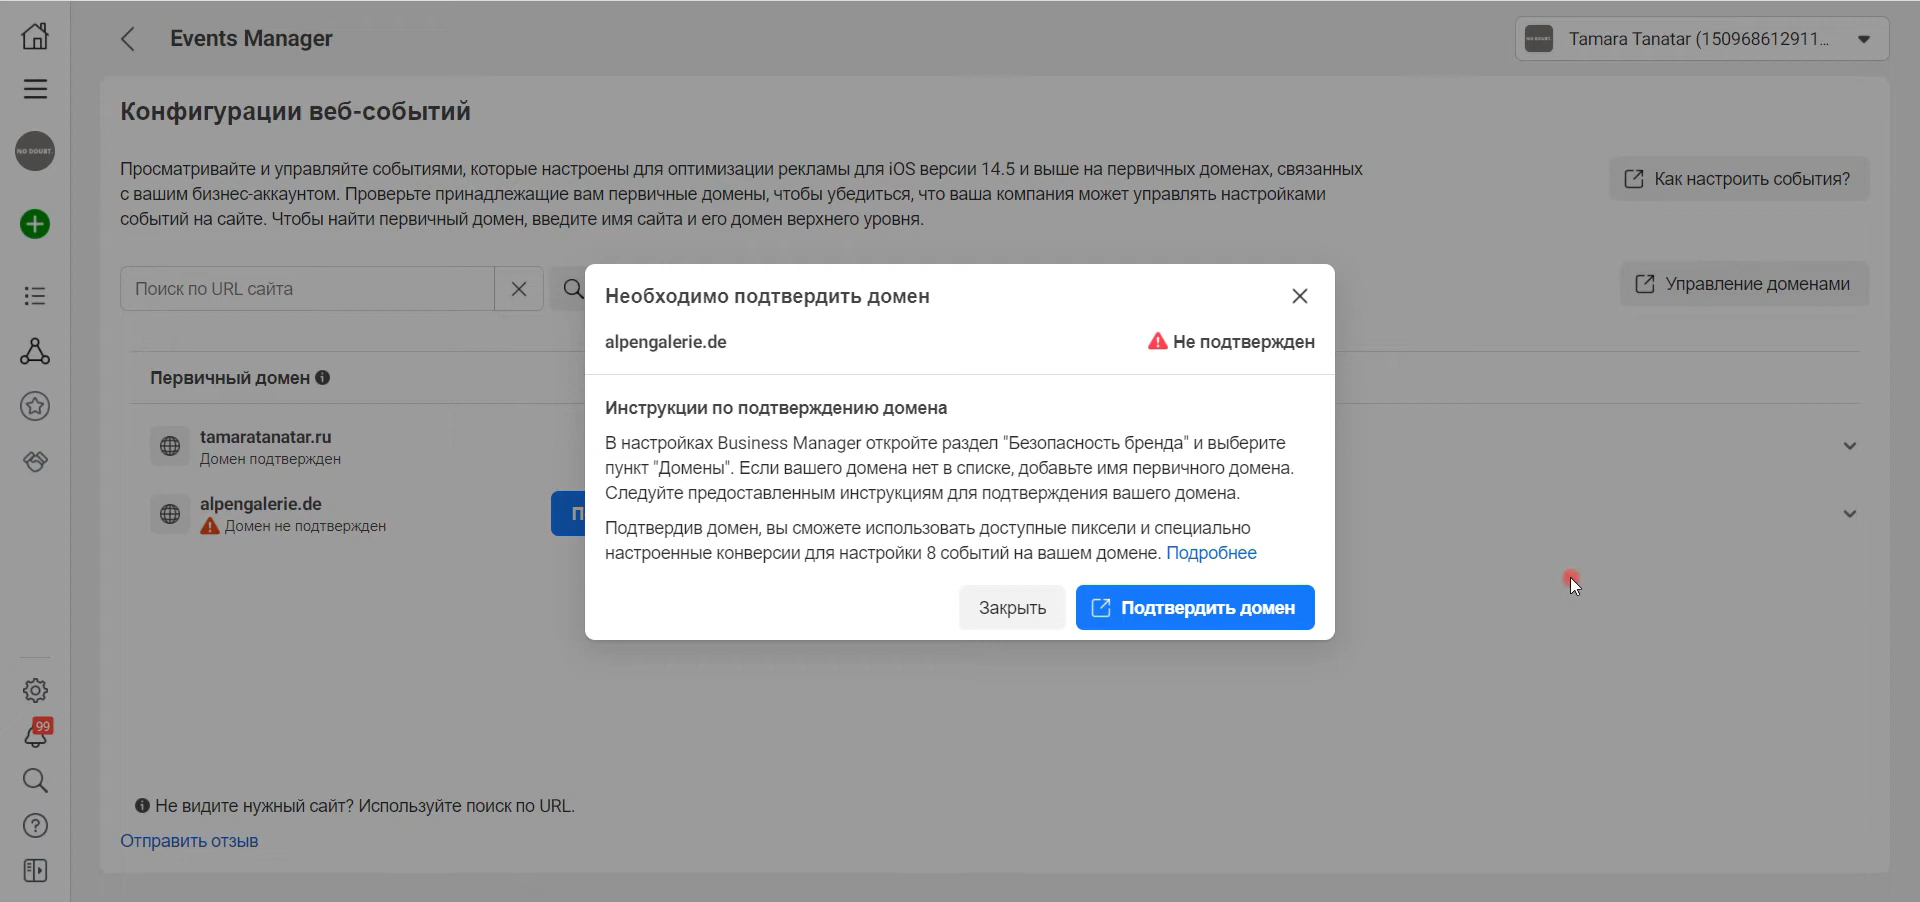 Events Manager
Tamara Tanatar (150968612911...
Конфигурации веб-событий
NO DOUBT.
Просматривайте и управляйте событиями, которые настроены для оптимизации рекламы для iOS версии 14.5 и выше на первичных доменах, связанных
с вашим бизнес-аккаунтом. Проверьте принадлежащие вам первичные домены, чтобы убедиться, что ваша компания может управлять настройками
событий на сайте. Чтобы найти первичный домен, введите имя сайта и его домен верхнего уровня.
Как настроить события?
Поиск по URL сайта
Управление доменами
Необходимо подтвердить домен
alpengalerie.de
Не подтвержден
Первичный домен
Инструкции по подтверждению домена
tamaratanatar.ru
Домен подтвержден
В настройках Business Manager откройте раздел "Безопасность бренда" и выберите
пункт "Домены". Если вашего домена нет в списке, добавьте имя первичного домена.
Следуйте предоставленным инструкциям для подтверждения вашего домена.
alpengalerie.de
Домен не подтвержден
П
Подтвердив домен, вы сможете использовать доступные пиксели и специально
настроенные конверсии для настройки 8 событий на вашем домене. Подробнее
Закрыть
Подтвердить домен
99
Не видите нужный сайт? Используйте поиск по URL.
Отправить отзыв